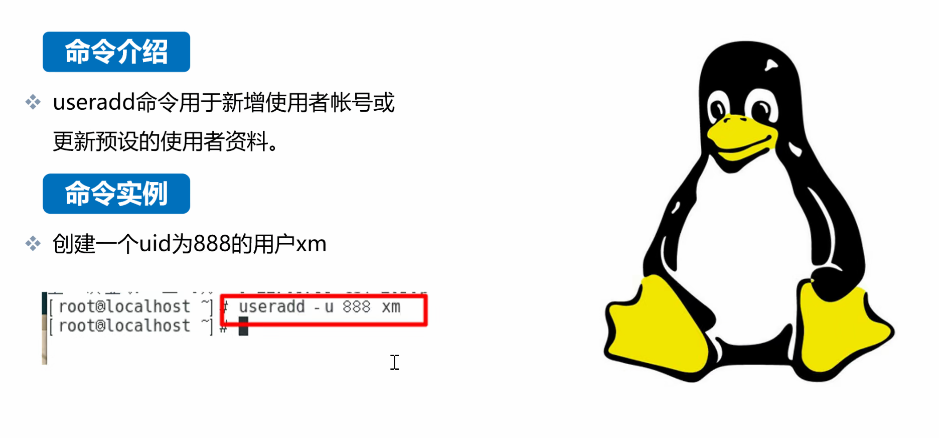 命令介绍
useradd命令用于新增使用者帐号或
更新预设的使用者资料。
命令实例
创建一个uid为888的用户xm
[root@localhost ~]# useradd -u 888 xm
[root@localhost ~]#